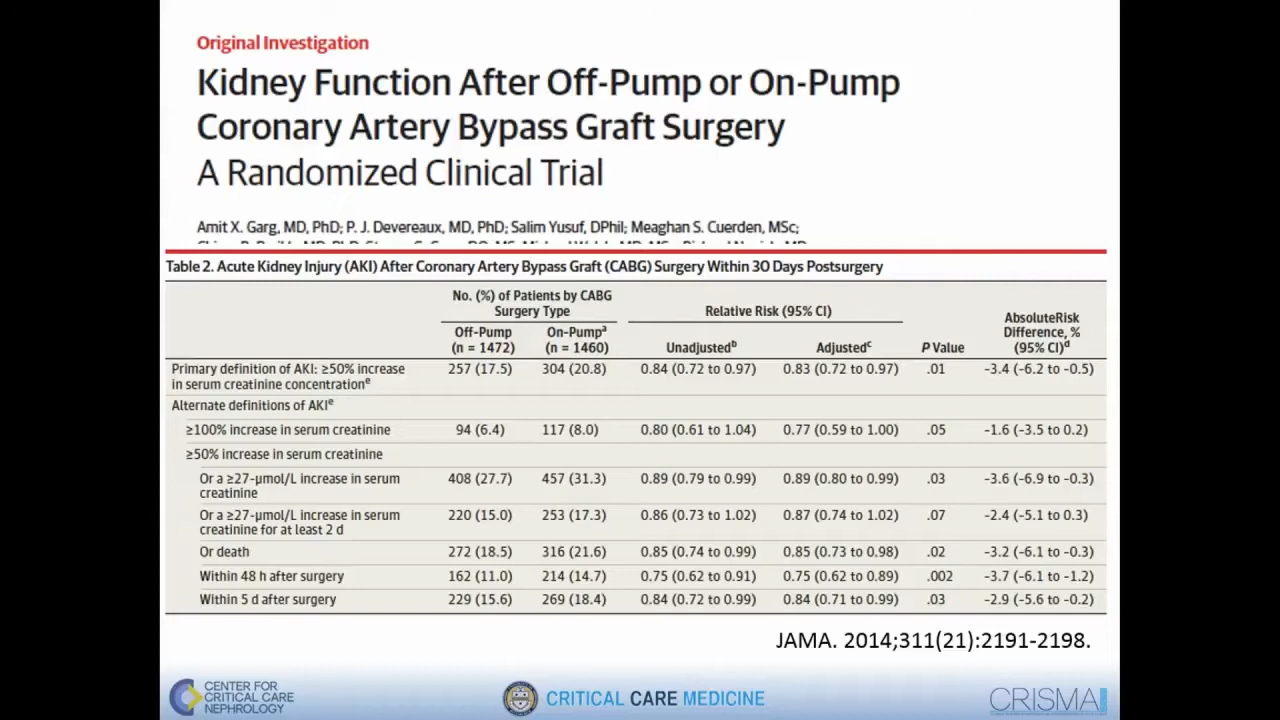 Original Investigation
Kidney Function After Off-Pump or On-Pump
Coronary Artery Bypass Graft Surgery
A Randomized Clinical Trial
Amit X. Garg, MD, PhD; P. J. Devereaux, MD, PhD; Salim Yusuf, DPhil; Meaghan S. Cuerden, MSc;
Table 2. Acute Kidney Injury (AKI) After Coronary Artery Bypass Graft (CABG) Surgery Within 30 Days Postsurgery
No. (%) of Patients by CABG
Surgery Type
Relative Risk (95% CI)
AbsoluteRisk
Difference, %
(95% CI)d
Off-Pump
(n = 1472)
On-Pumpa
(n = 1460)
Unadjustedb
Adjustedc
P Value
Primary definition of AKI: ≥50% increase
in serum creatinine concentratione
257 (17.5) 304 (20.8) 0.84 (0.72 to 0.97) 0.83 (0.72 to 0.97) .01 −3.4 (−6.2 to −0.5)
Alternate definitions of AKIe
≥100% increase in serum creatinine 94 (6.4) 117 (8.0) 0.80 (0.61 to 1.04) 0.77 (0.59 to 1.00) .05 −1.6 (−3.5 to 0.2)
≥50% increase in serum creatinine
Or a ≥27-μmol/L increase in serum
creatinine
408 (27.7) 457 (31.3) 0.89 (0.79 to 0.99) 0.89 (0.80 to 0.99) .03 −3.6 (−6.9 to −0.3)
Or a ≥27-μmol/L increase in serum
creatinine for at least 2 d
220 (15.0) 253 (17.3) 0.86 (0.73 to 1.02) 0.87 (0.74 to 1.02) .07 −2.4 (−5.1 to 0.3)
Or death 272 (18.5) 316 (21.6) 0.85 (0.74 to 0.99) 0.85 (0.73 to 0.98) .02 −3.2 (−6.1 to −0.3)
Within 48 h after surgery 162 (11.0) 214 (14.7) 0.75 (0.62 to 0.91) 0.75 (0.62 to 0.89) .002 −3.7 (−6.1 to −1.2)
Within 5 d after surgery 229 (15.6) 269 (18.4) 0.84 (0.72 to 0.99) 0.84 (0.71 to 0.99) .03 −2.9 (−5.6 to −0.2)
JAMA. 2014;311(21):2191-2198.
CENTER FOR
CRITICAL CARE
NEPHROLOGY
CRITICAL CARE MEDICINE
CRISMA